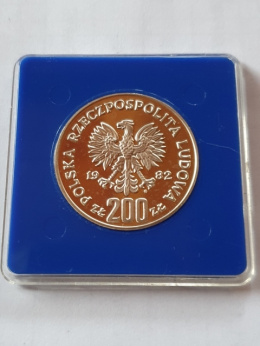 POLSKA RZECZPOSPOLITA LUDOWA
19 82
ZŁ 200 ZŁ